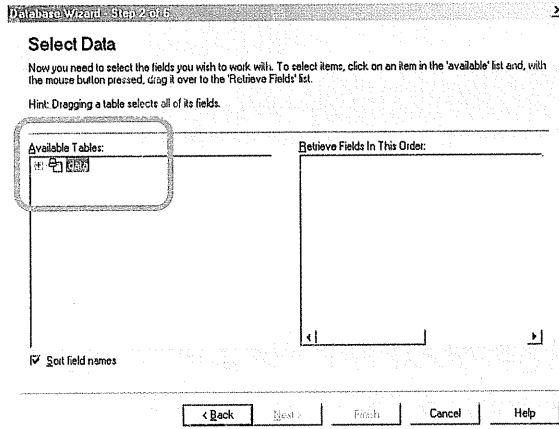 Database Wizard - Step 2 of 6
Select Data
Now you need to select the fields you wish to work with. To select items, click on an item in the 'available' list and, with
the mouse button pressed, drag it over to the 'Retrieve Fields' list.
Hint: Dragging a table selects all of its fields.
Available Tables:
Retrieve Fields In This Order:
data
Sort field names
< Back
Next >
Finish
Cancel
Help